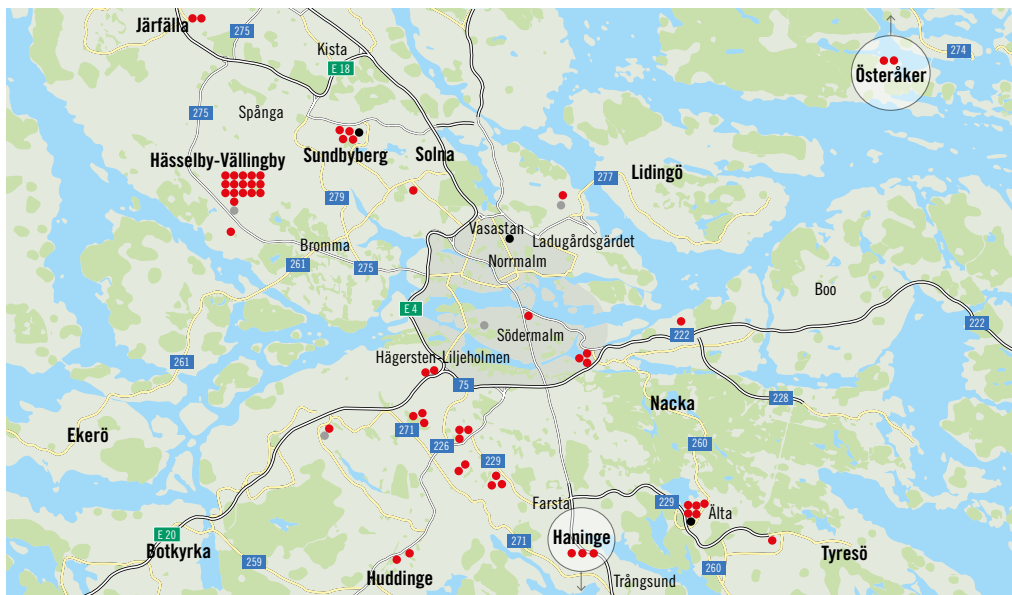 Järfälla
275
Kista
E 18
274
Österåker
275
Spånga
Sundbyberg
Solna
Hässelby-Vällingby
279
277
Lidingö
Vasastan
Ladugårdsgärdet
Bromma
Norrmalm
261
275
Boo
E 4
Södermalm
222
222
Hägersten-Liljeholmen
261
75
Nacka
228
271
Ekerö
226
260
229
Farsta
229
Älta
E 20
Haninge
271
Botkyrka
Tyresö
259
260
Huddinge
Trångsund